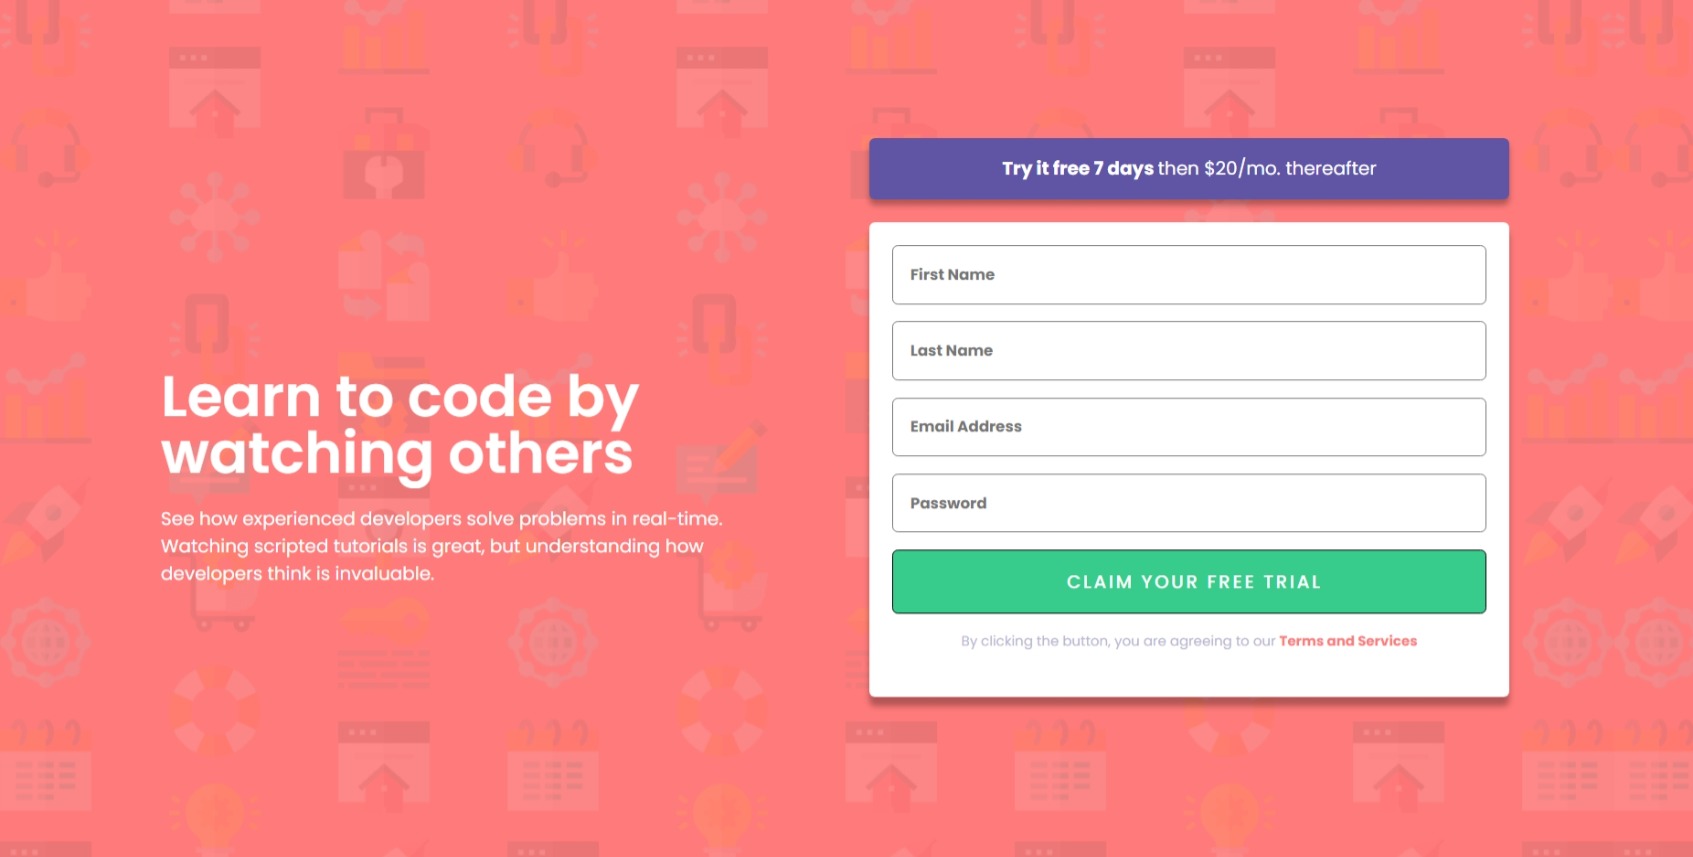 Learn to code by
watching others
See how experienced developers solve problems in real-time.
Watching scripted tutorials is great, but understanding how
developers think is invaluable.
Try it free 7 days then $20/mo. thereafter
First Name
Last Name
Email Address
Password
CLAIM YOUR FREE TRIAL
By clicking the button, you are agreeing to our Terms and Services